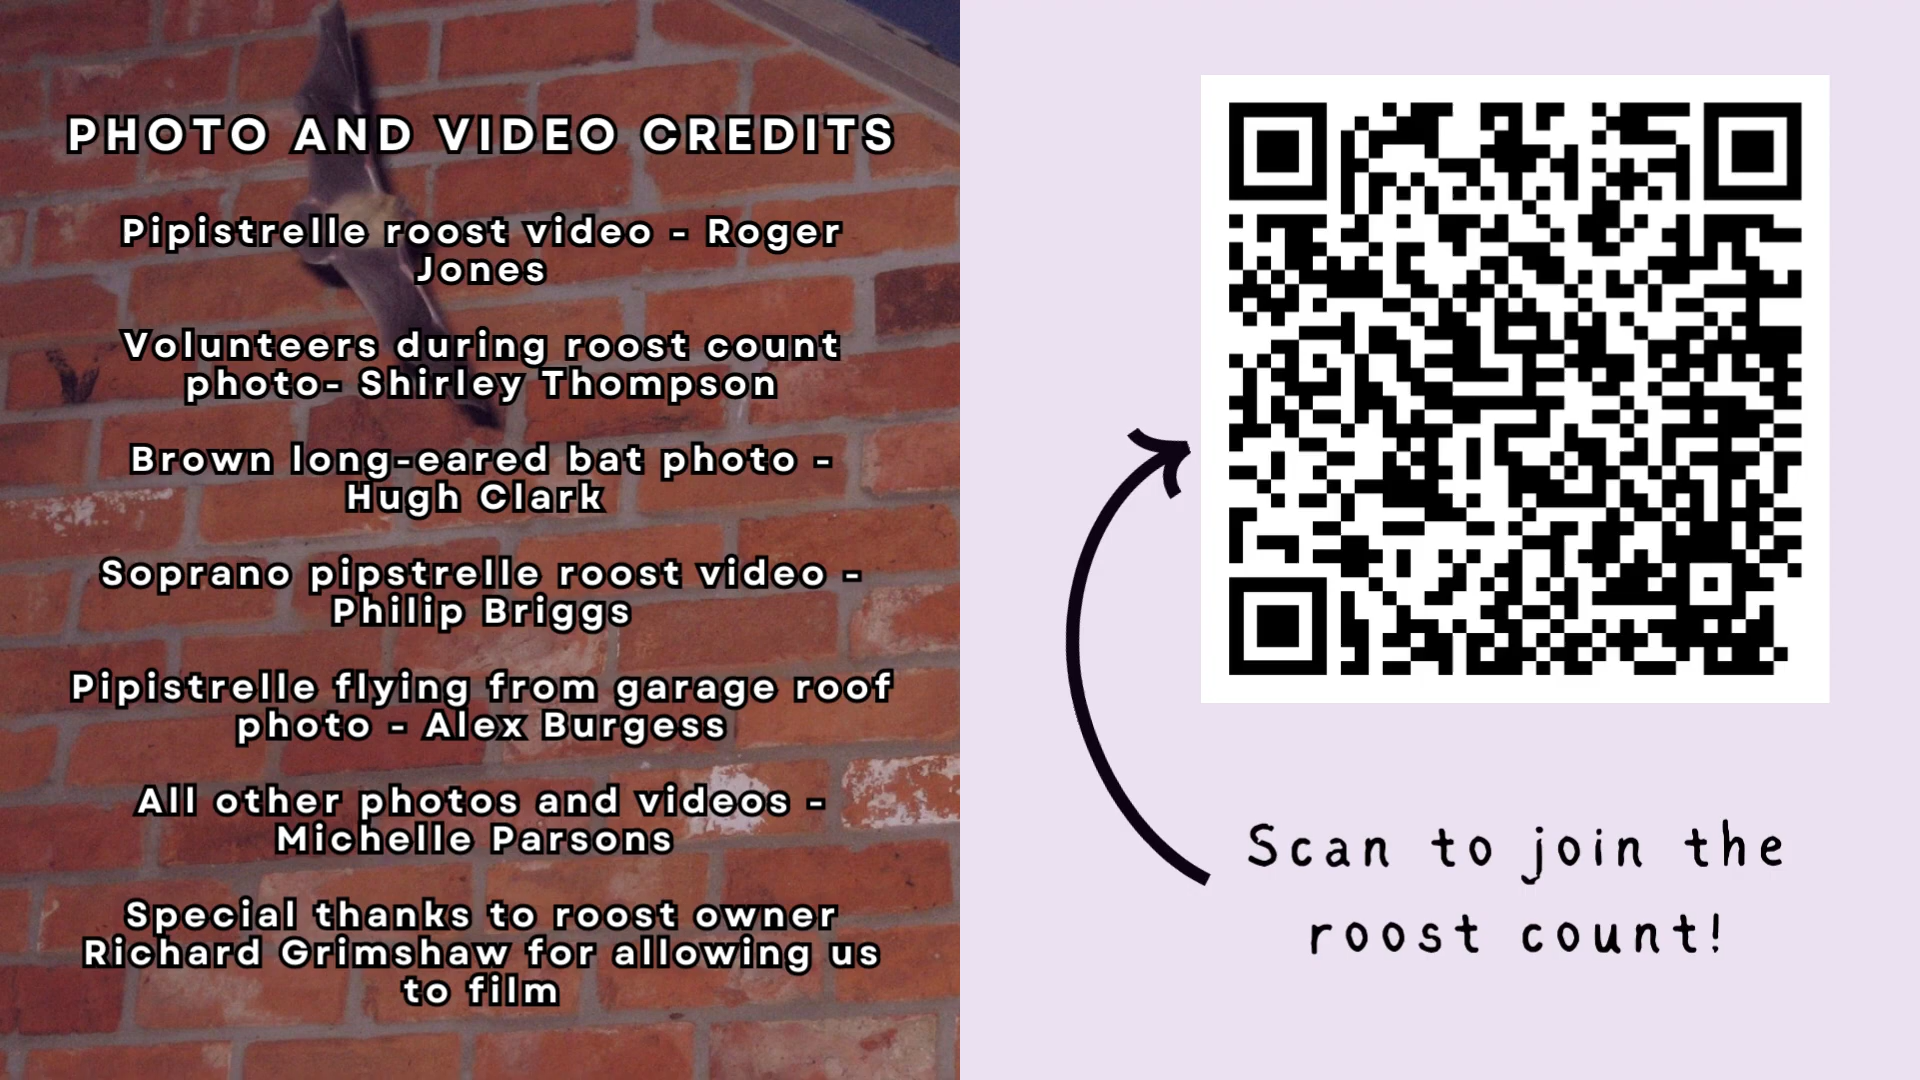 PHOTO AND VIDEO CREDITS
Pipistrelle roost video - Roger
Jones
Volunteers during roost count
photo- Shirley Thompson
Brown long-eared bat photo -
Hugh Clark
Soprano pipstrelle roost video -
Philip Briggs
Pipistrelle flying from garage roof
photo - Alex Burgess
All other photos and videos -
Michelle Parsons
Special thanks to roost owner
Richard Grimshaw for allowing us
to film
Scan to join the
roost count!